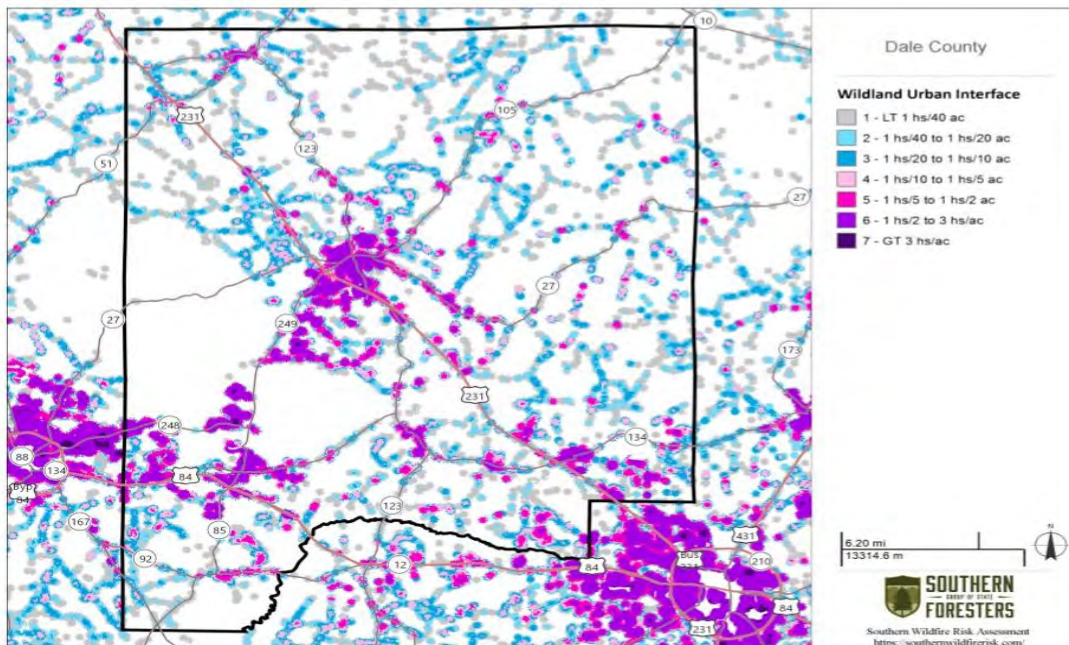 Dale County
Wildland Urban Interface
1 - LT 1 hs/40 ac
2 - 1 hs/40 to 1 hs/20 ac
3 - 1 hs/20 to 1 hs/10 ac
4 - 1 hs/10 to 1 hs/5 ac
5 - 1 hs/5 to 1 hs/2 ac
6 - 1 hs/2 to 3 hs/ac
7 - GT 3 hs/ac
10
231
105
51
123
27
27
27
249
173
231
248
134
88
134
84
Byp
84
123
167
85
92
12
84
Bus
431
210
84
231
6.20 mi
13314.6 m
N
SOUTHERN
GROUP OF STATE
FORESTERS
Southern Wildfire Risk Assessment
https://southernwildfirerisk.com/